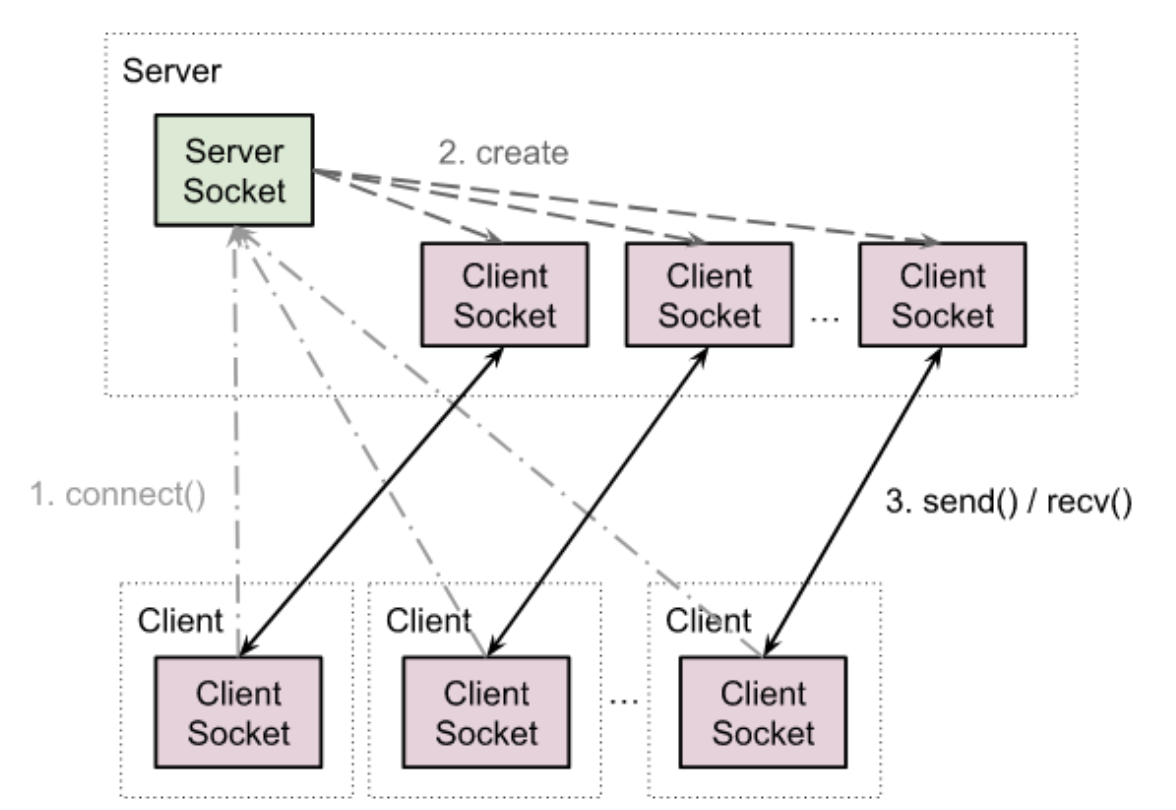 Server
Server
Socket
2. create
Client
Socket
Client
Socket
...
Client
Socket
1. connect()
3. send() / recv()
Client
Client
Socket
Client
Client
Socket
...
Client
Client
Socket